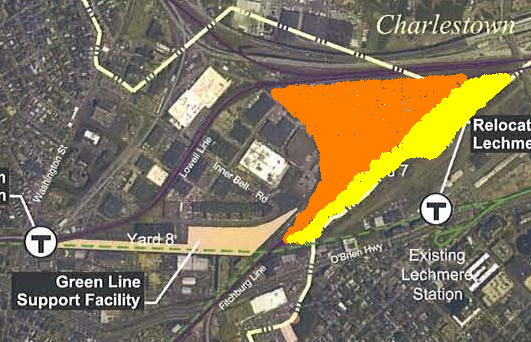 Charlestown
Relocat
Lechme
Washington St
Lowell Line
Inner Belt Rd
7
n
n
T
T
Yard 8
O'Brien Hwy
Existing
Lechmere
Station
Green Line
Support Facility
Fitchburg Line